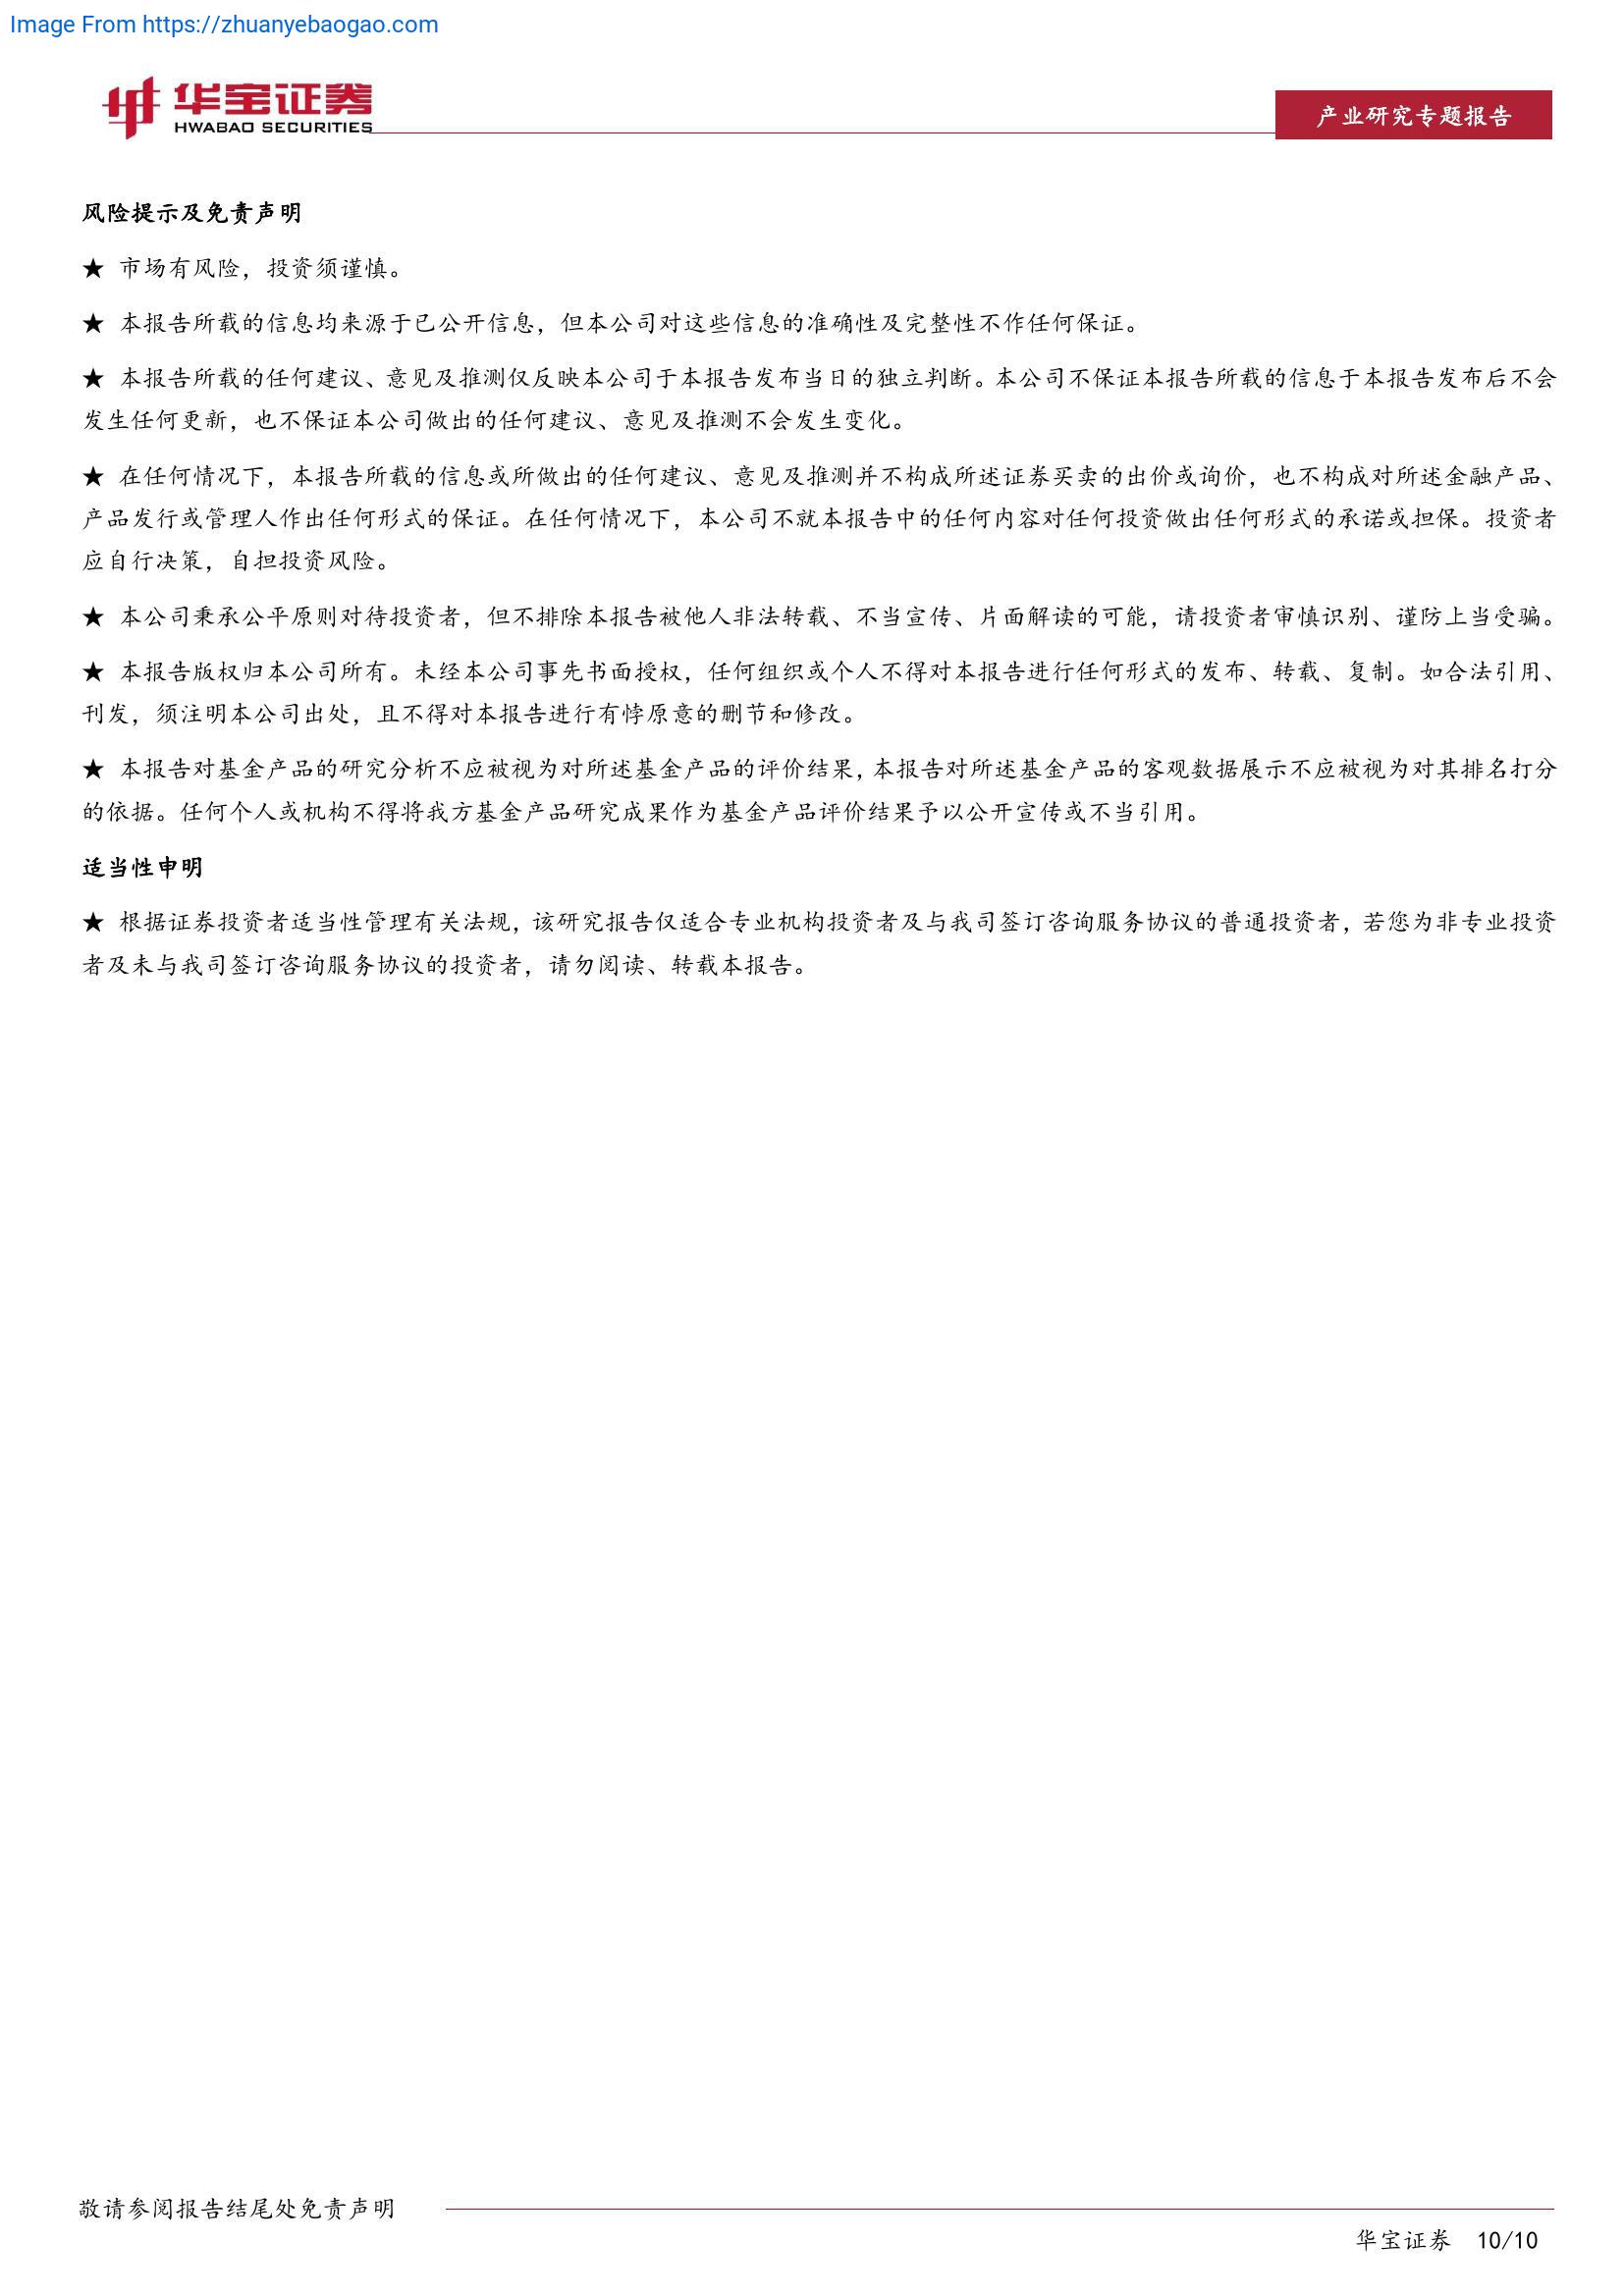 Image From https://zhuanyebaogao.com
华宝证券
HWABAO SECURITIES
产业研究专题报告
风险提示及免责声明
★ 市场有风险，投资须谨慎。
★ 本报告所载的信息均来源于已公开信息，但本公司对这些信息的准确性及完整性不作任何保证。
★ 本报告所载的任何建议、意见及推测仅反映本公司于本报告发布当日的独立判断。本公司不保证本报告所载的信息于本报告发布后不会
发生任何更新，也不保证本公司做出的任何建议、意见及推测不会发生变化。
★ 在任何情况下，本报告所载的信息或所做出的任何建议、意见及推测并不构成所述证券买卖的出价或询价，也不构成对所述金融产品、
产品发行或管理人作出任何形式的保证。在任何情况下，本公司不就本报告中的任何内容对任何投资做出任何形式的承诺或担保。投资者
应自行决策，自担投资风险。
★ 本公司秉承公平原则对待投资者，但不排除本报告被他人非法转载、不当宣传、片面解读的可能，请投资者审慎识别、谨防上当受骗。
★ 本报告版权归本公司所有。未经本公司事先书面授权，任何组织或个人不得对本报告进行任何形式的发布、转载、复制。如合法引用、
刊发，须注明本公司出处，且不得对本报告进行有悖原意的删节和修改。
★ 本报告对基金产品的研究分析不应被视为对所述基金产品的评价结果，本报告对所述基金产品的客观数据展示不应被视为对其排名打分
的依据。任何个人或机构不得将我方基金产品研究成果作为基金产品评价结果予以公开宣传或不当引用。
适当性申明
★ 根据证券投资者适当性管理有关法规，该研究报告仅适合专业机构投资者及与我司签订咨询服务协议的普通投资者，若您为非专业投资
者及未与我司签订咨询服务协议的投资者，请勿阅读、转载本报告。
敬请参阅报告结尾处免责声明
华宝证券 10/10